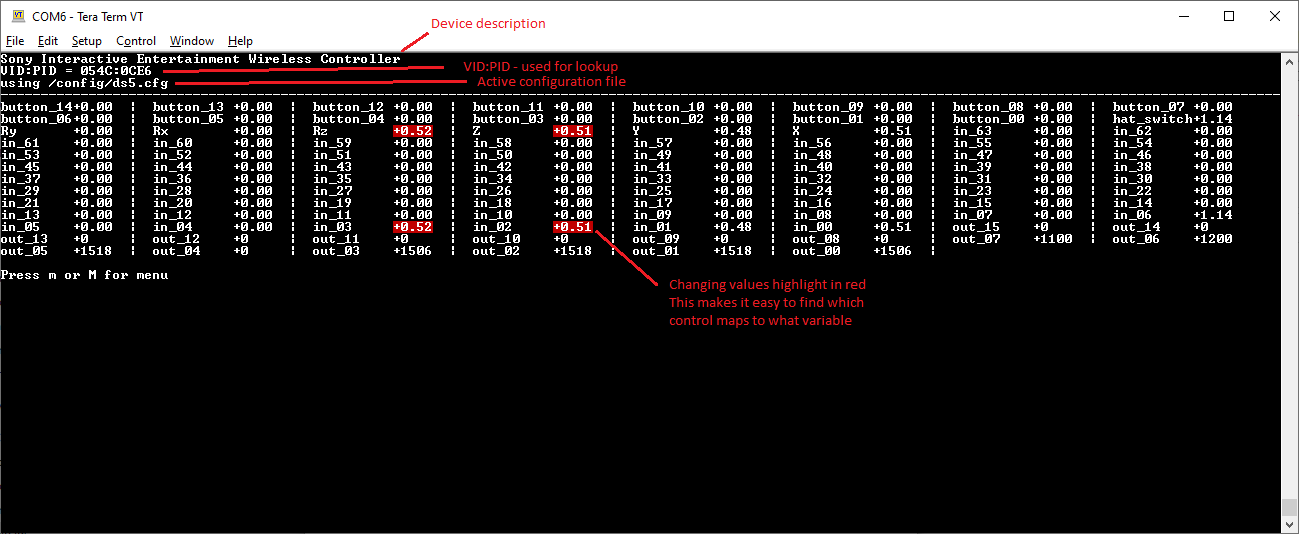 COM6 - Tera Term VT
File Edit Setup Control Window Help
Device description
Sony Interactive Entertainment Wireless Controller
VID:PID = 054C:0CE6
VID:PID - used for lookup
using /config/ds5.cfg
Active configuration file
button_14+0.00 ¦ button_13 +0.00 ¦ button_12 +0.00 ¦ button_11 +0.00 ¦ button_10 +0.00 ¦ button_09 +0.00 ¦ button_08 +0.00 ¦ button_07 +0.00
button_06+0.00 ¦ button_05 +0.00 ¦ button_04 +0.00 ¦ button_03 +0.00 ¦ button_02 +0.00 ¦ button_01 +0.00 ¦ button_00 +0.00 ¦ hat_switch+1.14
Ry +0.00 ¦ Rx +0.00 ¦ Rz +0.52 ¦ Z +0.51 ¦ Y +0.48 ¦ X +0.51 ¦ in_63 +0.00 ¦ in_62 +0.00
in_61 +0.00 ¦ in_60 +0.00 ¦ in_59 +0.00 ¦ in_58 +0.00 ¦ in_57 +0.00 ¦ in_56 +0.00 ¦ in_55 +0.00 ¦ in_54 +0.00
in_53 +0.00 ¦ in_52 +0.00 ¦ in_51 +0.00 ¦ in_50 +0.00 ¦ in_49 +0.00 ¦ in_48 +0.00 ¦ in_47 +0.00 ¦ in_46 +0.00
in_45 +0.00 ¦ in_44 +0.00 ¦ in_43 +0.00 ¦ in_42 +0.00 ¦ in_41 +0.00 ¦ in_40 +0.00 ¦ in_39 +0.00 ¦ in_38 +0.00
in_37 +0.00 ¦ in_36 +0.00 ¦ in_35 +0.00 ¦ in_34 +0.00 ¦ in_33 +0.00 ¦ in_32 +0.00 ¦ in_31 +0.00 ¦ in_30 +0.00
in_29 +0.00 ¦ in_28 +0.00 ¦ in_27 +0.00 ¦ in_26 +0.00 ¦ in_25 +0.00 ¦ in_24 +0.00 ¦ in_23 +0.00 ¦ in_22 +0.00
in_21 +0.00 ¦ in_20 +0.00 ¦ in_19 +0.00 ¦ in_18 +0.00 ¦ in_17 +0.00 ¦ in_16 +0.00 ¦ in_15 +0.00 ¦ in_14 +0.00
in_13 +0.00 ¦ in_12 +0.00 ¦ in_11 +0.00 ¦ in_10 +0.00 ¦ in_09 +0.00 ¦ in_08 +0.00 ¦ in_07 +0.00 ¦ in_06 +1.14
in_05 +0.00 ¦ in_04 +0.00 ¦ in_03 +0.52 ¦ in_02 +0.51 ¦ in_01 +0.48 ¦ in_00 +0.51 ¦ out_15 +0 ¦ out_14 +0
out_13 +0 ¦ out_12 +0 ¦ out_11 +0 ¦ out_10 +0 ¦ out_09 +0 ¦ out_08 +0 ¦ out_07 +1100 ¦ out_06 +1200
out_05 +1518 ¦ out_04 +0 ¦ out_03 +1506 ¦ out_02 +1518 ¦ out_01 +1518 ¦ out_00 +1506 ¦
Press m or M for menu
Changing values highlight in red
This makes it easy to find which
control maps to what variable